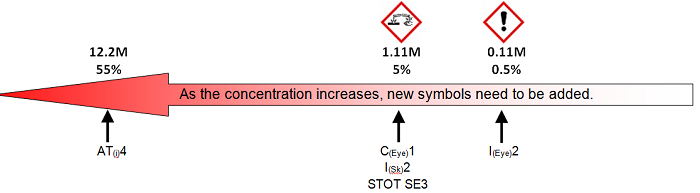 12.2M
55%
1.11M
5%
0.11M
0.5%
As the concentration increases, new symbols need to be added.
AT(i)4
C(Eye)1
I(Sk)2
STOT SE3
I(Eye)2